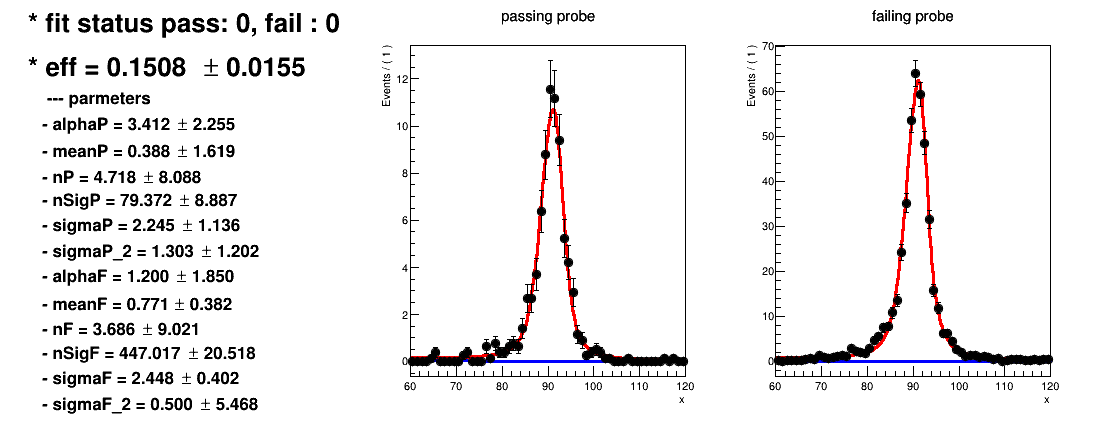 * fit status pass: 0, fail : 0
* eff = 0.1508 ± 0.0155
--- parmeters
- alphaP = 3.412 ± 2.255
- meanP = 0.388 ± 1.619
- nP = 4.718 ± 8.088
- nSigP = 79.372 ± 8.887
- sigmaP = 2.245 ± 1.136
- sigmaP_2 = 1.303 ± 1.202
- alphaF = 1.200 ± 1.850
- meanF = 0.771 ± 0.382
- nF = 3.686 ± 9.021
- nSigF = 447.017 ± 20.518
- sigmaF = 2.448 ± 0.402
- sigmaF_2 = 0.500 ± 5.468
passing probe
Events / ( 1 )
12
10
8
6
4
2
0
60 70 80 90 100 110 120
x
failing probe
Events / ( 1 )
70
60
50
40
30
20
10
0
60 70 80 90 100 110 120
x